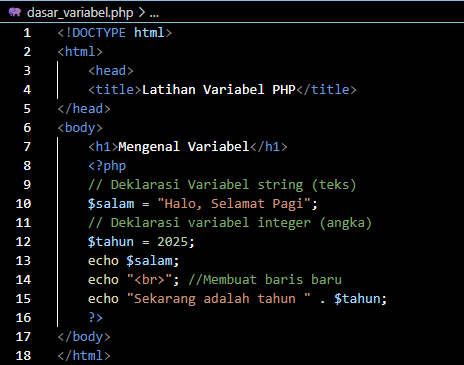 dasar_variabel.php > ...
1 <!DOCTYPE html>
2 <html>
3     <head>
4     <title>Latihan Variabel PHP</title>
5 </head>
6 <body>
7     <h1>Mengenal Variabel</h1>
8     <?php
9     // Deklarasi Variabel string (teks)
10     $salam = "Halo, Selamat Pagi";
11     // Deklarasi variabel integer (angka)
12     $tahun = 2025;
13     echo $salam;
14     echo "<br>"; //Membuat baris baru
15     echo "Sekarang adalah tahun " . $tahun;
16     ?>
17 </body>
18 </html>